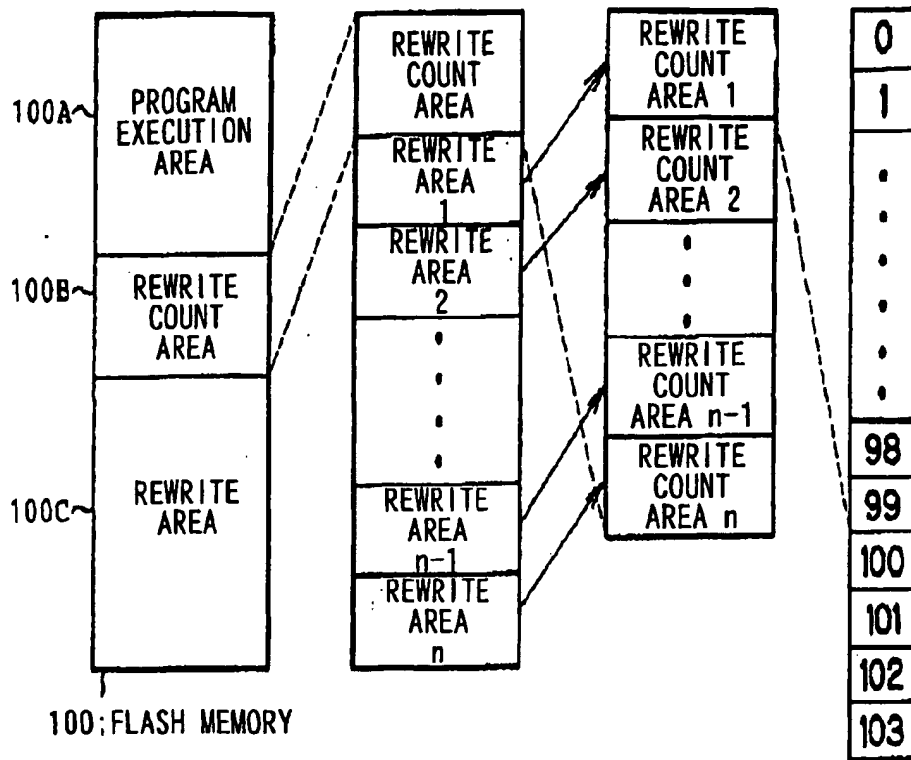 100A
PROGRAM
EXECUTION
AREA
100B
REWRITE
COUNT
AREA
100C
REWRITE
AREA
100;FLASH MEMORY
REWRITE
COUNT
AREA
REWRITE
AREA
1
REWRITE
AREA
2
REWRITE
AREA
n-1
REWRITE
AREA
n
REWRITE
COUNT
AREA 1
REWRITE
COUNT
AREA 2
REWRITE
COUNT
AREA n-1
REWRITE
COUNT
AREA n
0
1
98
99
100
101
102
103